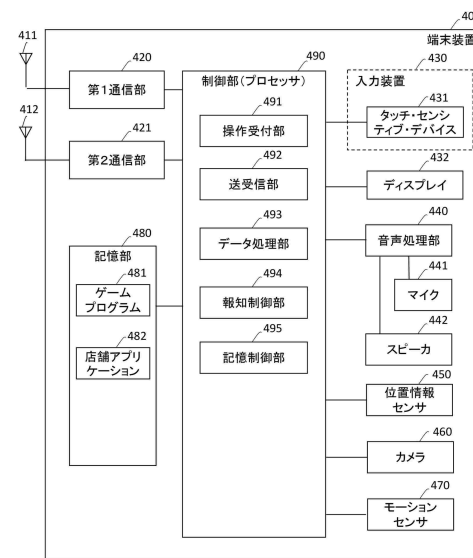 40
端末装置
411
420
490
430
第1通信部
制御部(プロセッサ)
入力装置
491
431
操作受付部
タッチ・センシ
ティブ・デバイス
412
421
第2通信部
492
432
送受信部
ディスプレイ
493
440
データ処理部
音声処理部
480
記憶部
481
ゲーム
プログラム
494
441
報知制御部
マイク
482
店舗アプリ
ケーション
495
442
記憶制御部
スピーカ
450
位置情報
センサ
460
カメラ
470
モーション
センサ